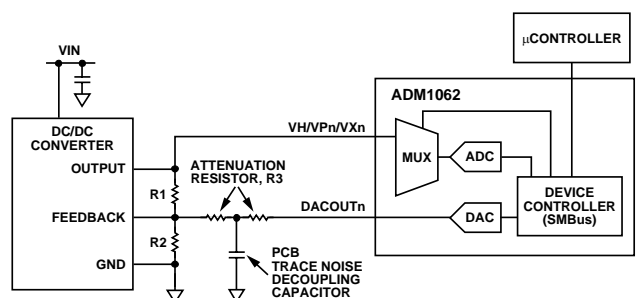 VIN
DC/DC
CONVERTER
OUTPUT
FEEDBACK
GND
R1
R2
ATTENUATION
RESISTOR, R3
PCB
TRACE NOISE
DECOUPLING
CAPACITOR
VH/VPn/VXn
DACOUTn
ADM1062
MUX
ADC
DAC
DEVICE
CONTROLLER
(SMBus)
µCONTROLLER